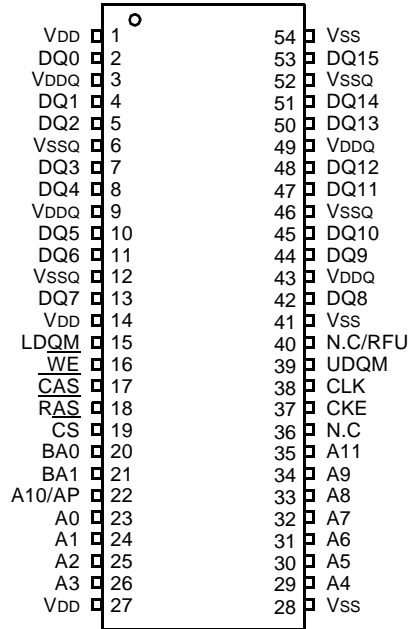 VDD 1 54 VSS
DQ0 2 53 DQ15
VDDQ 3 52 VSSQ
DQ1 4 51 DQ14
DQ2 5 50 DQ13
VSSQ 6 49 VDDQ
DQ3 7 48 DQ12
DQ4 8 47 DQ11
VDDQ 9 46 VSSQ
DQ5 10 45 DQ10
DQ6 11 44 DQ9
VSSQ 12 43 VDDQ
DQ7 13 42 DQ8
VDD 14 41 VSS
LDQM 15 40 N.C/RFU
WE 16 39 UDQM
CAS 17 38 CLK
RAS 18 37 CKE
CS 19 36 N.C
BA0 20 35 A11
BA1 21 34 A9
A10/AP 22 33 A8
A0 23 32 A7
A1 24 31 A6
A2 25 30 A5
A3 26 29 A4
VDD 27 28 VSS